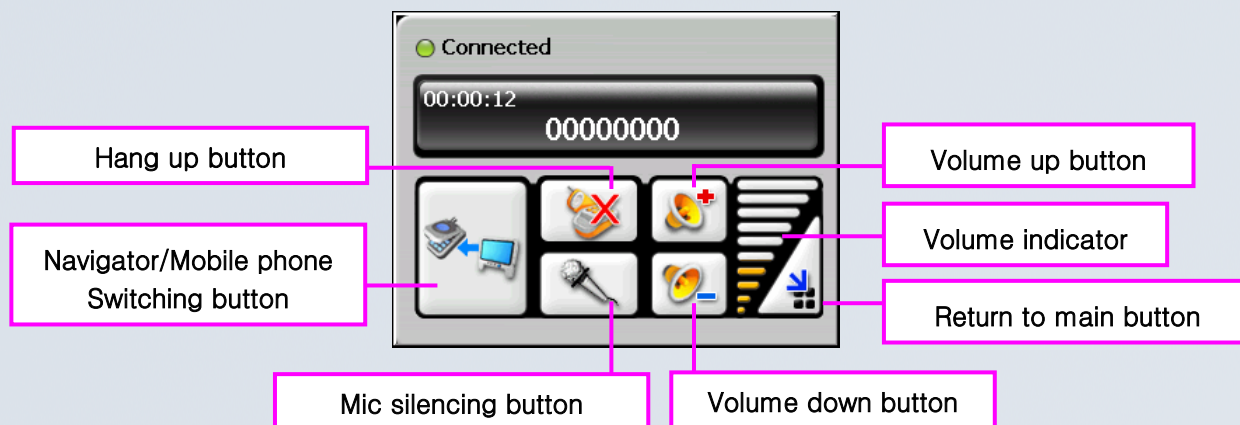 Connected
00:00:12
00000000
Hang up button
Volume up button
Navigator/Mobile phone
Switching button
Volume indicator
Return to main button
Mic silencing button
Volume down button